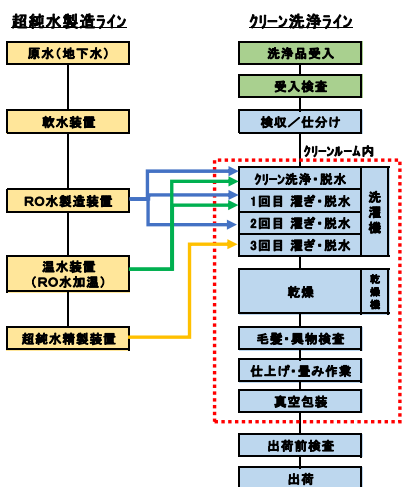 超純水製造ライン
原水(地下水)
軟水装置
RO水製造装置
温水装置
(RO水加温)
超純水精製装置
クリーン洗浄ライン
洗浄品受入
受入検査
検収/仕分け
クリーンルーム内
クリーン洗浄・脱水
1回目 濯ぎ・脱水
2回目 濯ぎ・脱水
3回目 濯ぎ・脱水
洗濯機
乾燥
乾燥機
毛髪・異物検査
仕上げ・畳み作業
真空包装
出荷前検査
出荷